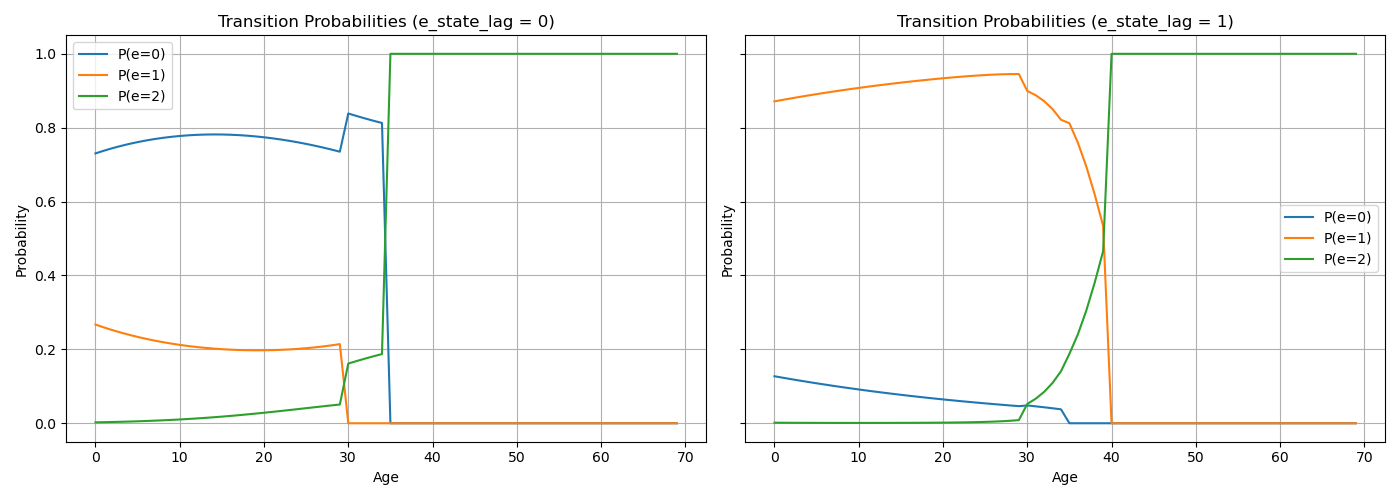 Transition Probabilities (e_state_lag = 0)
Transition Probabilities (e_state_lag = 1)
P(e=0)
P(e=1)
P(e=2)
P(e=0)
P(e=1)
P(e=2)
Probability
Probability
1.0
0.8
0.6
0.4
0.2
0.0
0 10 20 30 40 50 60 70
0 10 20 30 40 50 60 70
Age
Age